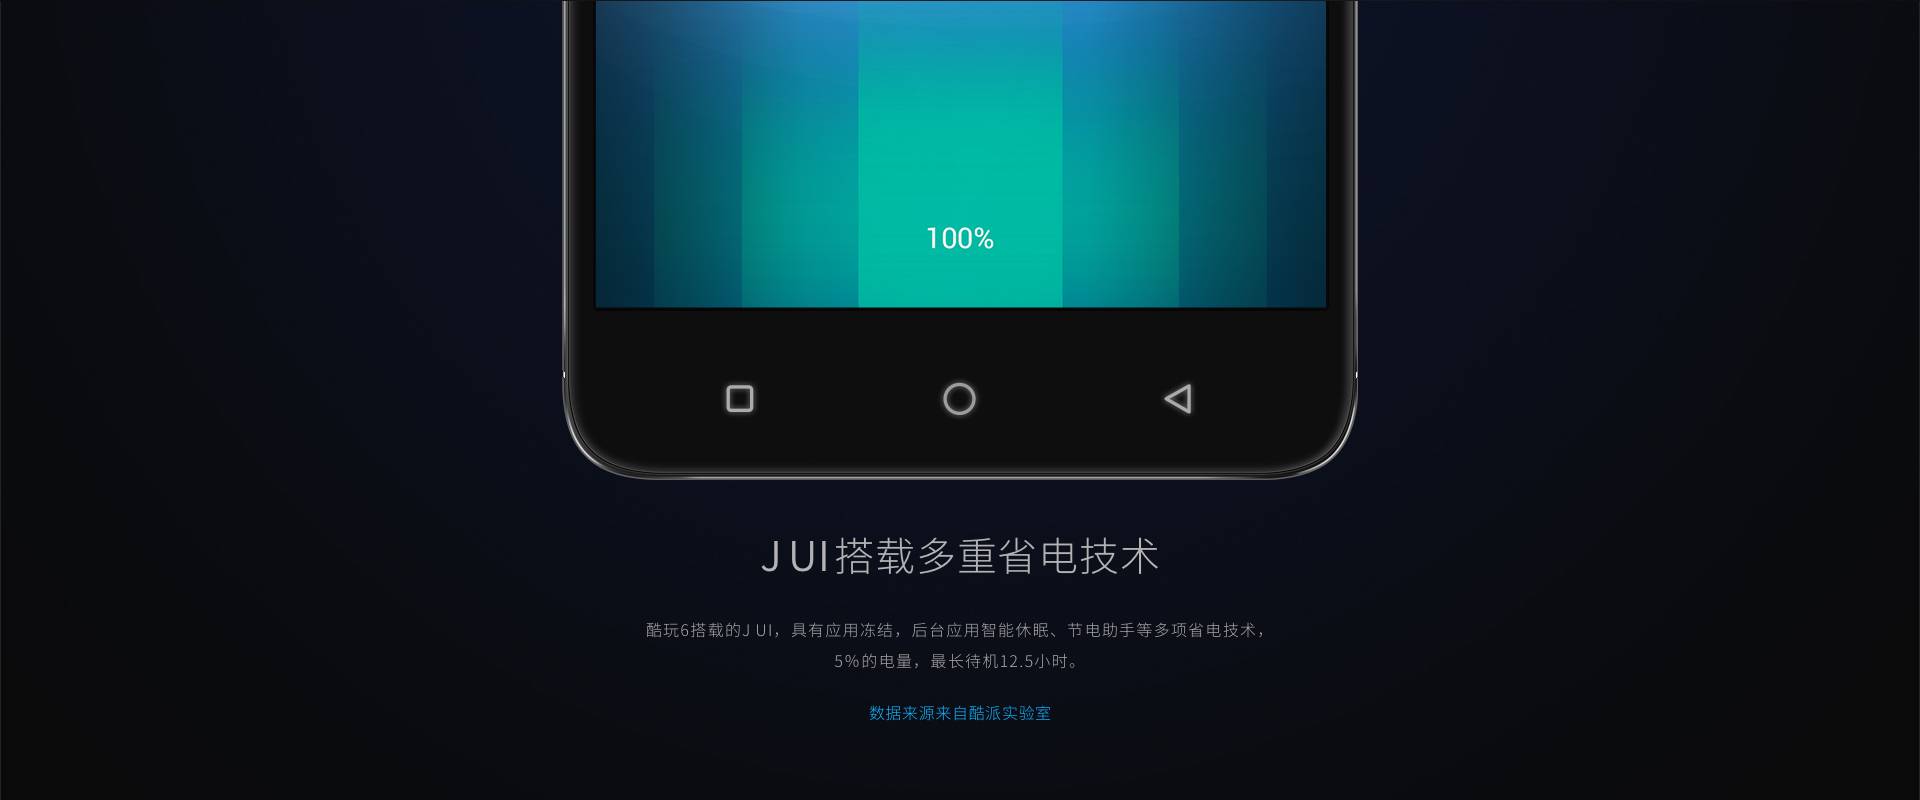 100%
JUI搭载多重省电技术
酷玩6搭载的J UI，具有应用冻结，后台应用智能休眠、节电助手等多项省电技术，
5%的电量，最长待机12.5小时。
数据来源来自酷派实验室